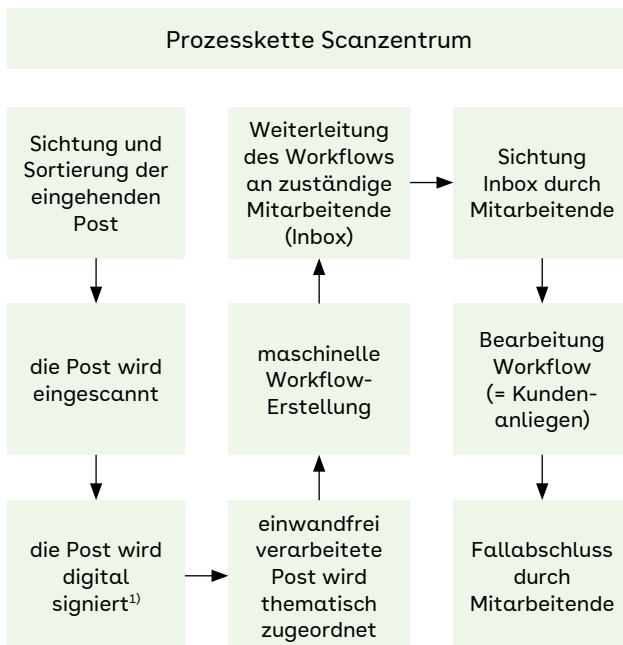 Prozesskette Scanzentrum
Sichtung und
Sortierung der
eingehenden
Post
die Post wird
eingescannt
die Post wird
digital
signiert¹⁾
einwandfrei
verarbeitete
Post wird
thematisch
zugeordnet
maschinelle
Workflow-
Erstellung
Weiterleitung
des Workflows
an zuständige
Mitarbeitende
(Inbox)
Sichtung
Inbox durch
Mitarbeitende
Bearbeitung
Workflow
(= Kunden-
anliegen)
Fallabschluss
durch
Mitarbeitende